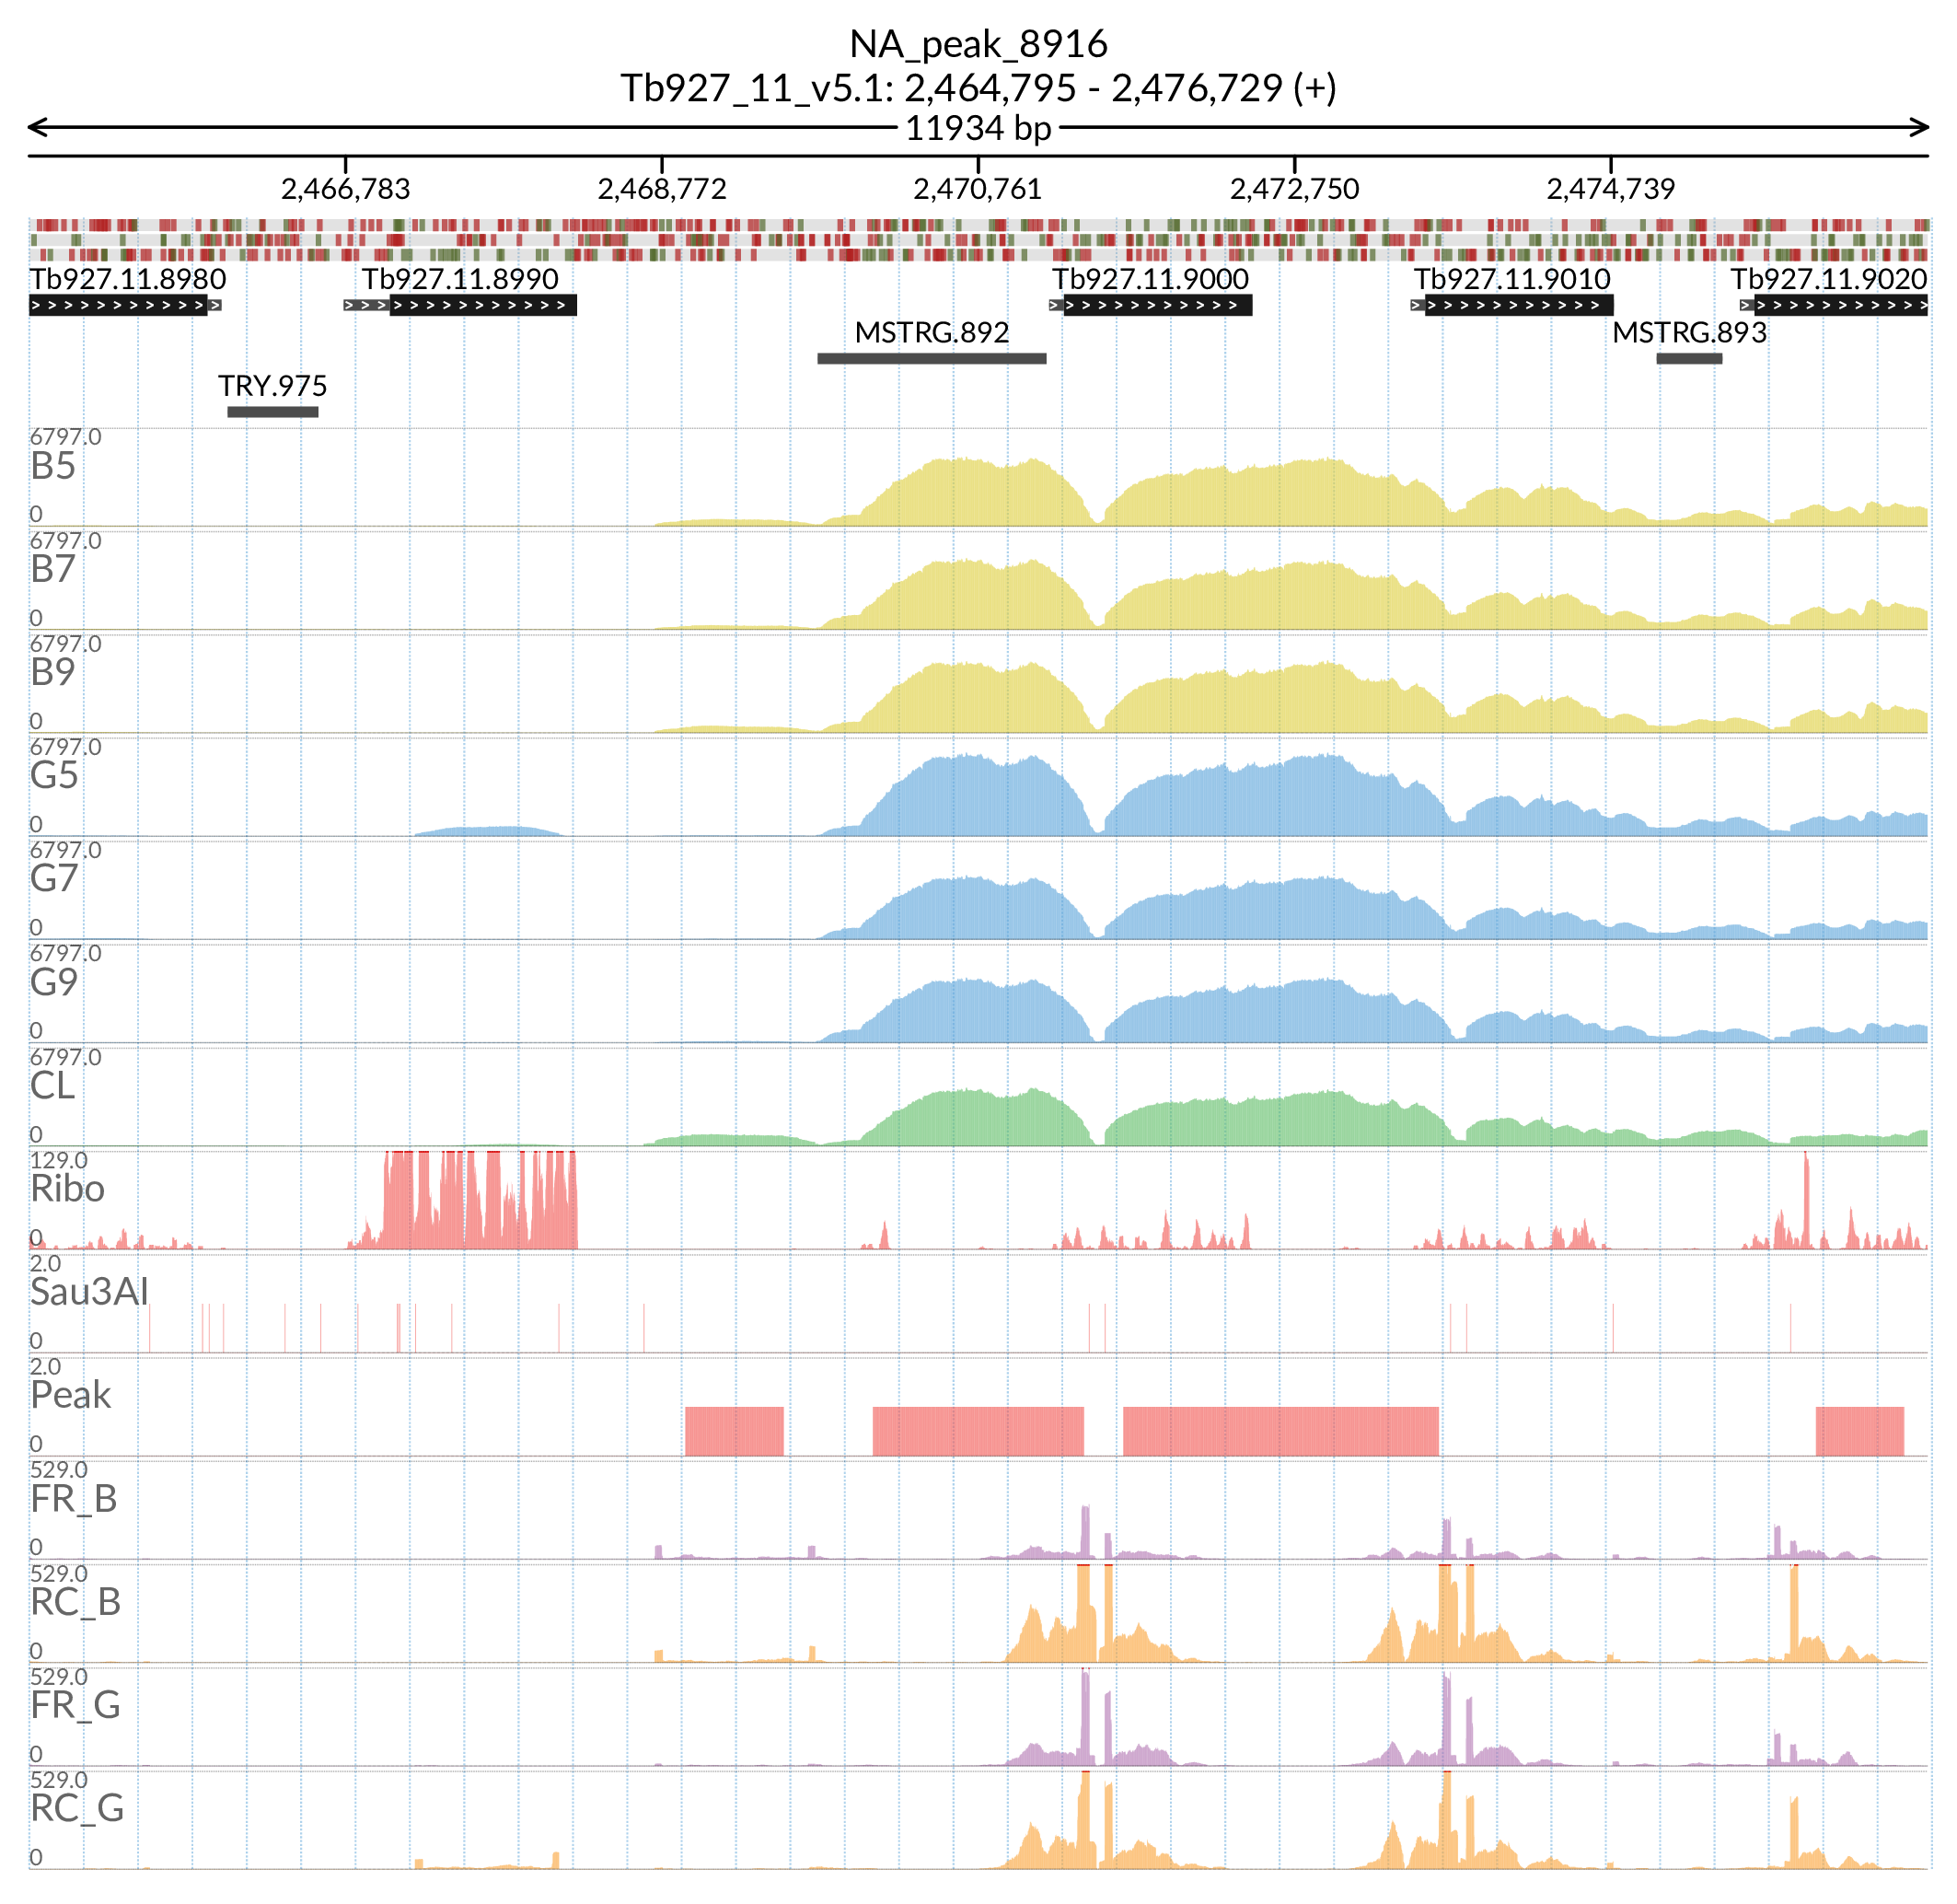 NA_peak_8916
Tb927_11_v5.1: 2,464,795 - 2,476,729 (+)
11934 bp
2,466,783 2,468,772 2,470,761 2,472,750 2,474,739
Tb927.11.8980 Tb927.11.8990 Tb927.11.9000 Tb927.11.9010 Tb927.11.9020
MSTRG.892 MSTRG.893
TRY.975
6797.0
B5
0
6797.0
B7
0
6797.0
B9
0
6797.0
G5
0
6797.0
G7
0
6797.0
G9
0
6797.0
CL
0
129.0
Ribo
0
2.0
Sau3AI
0
2.0
Peak
0
529.0
FR_B
0
529.0
RC_B
0
529.0
FR_G
0
529.0
RC_G
0